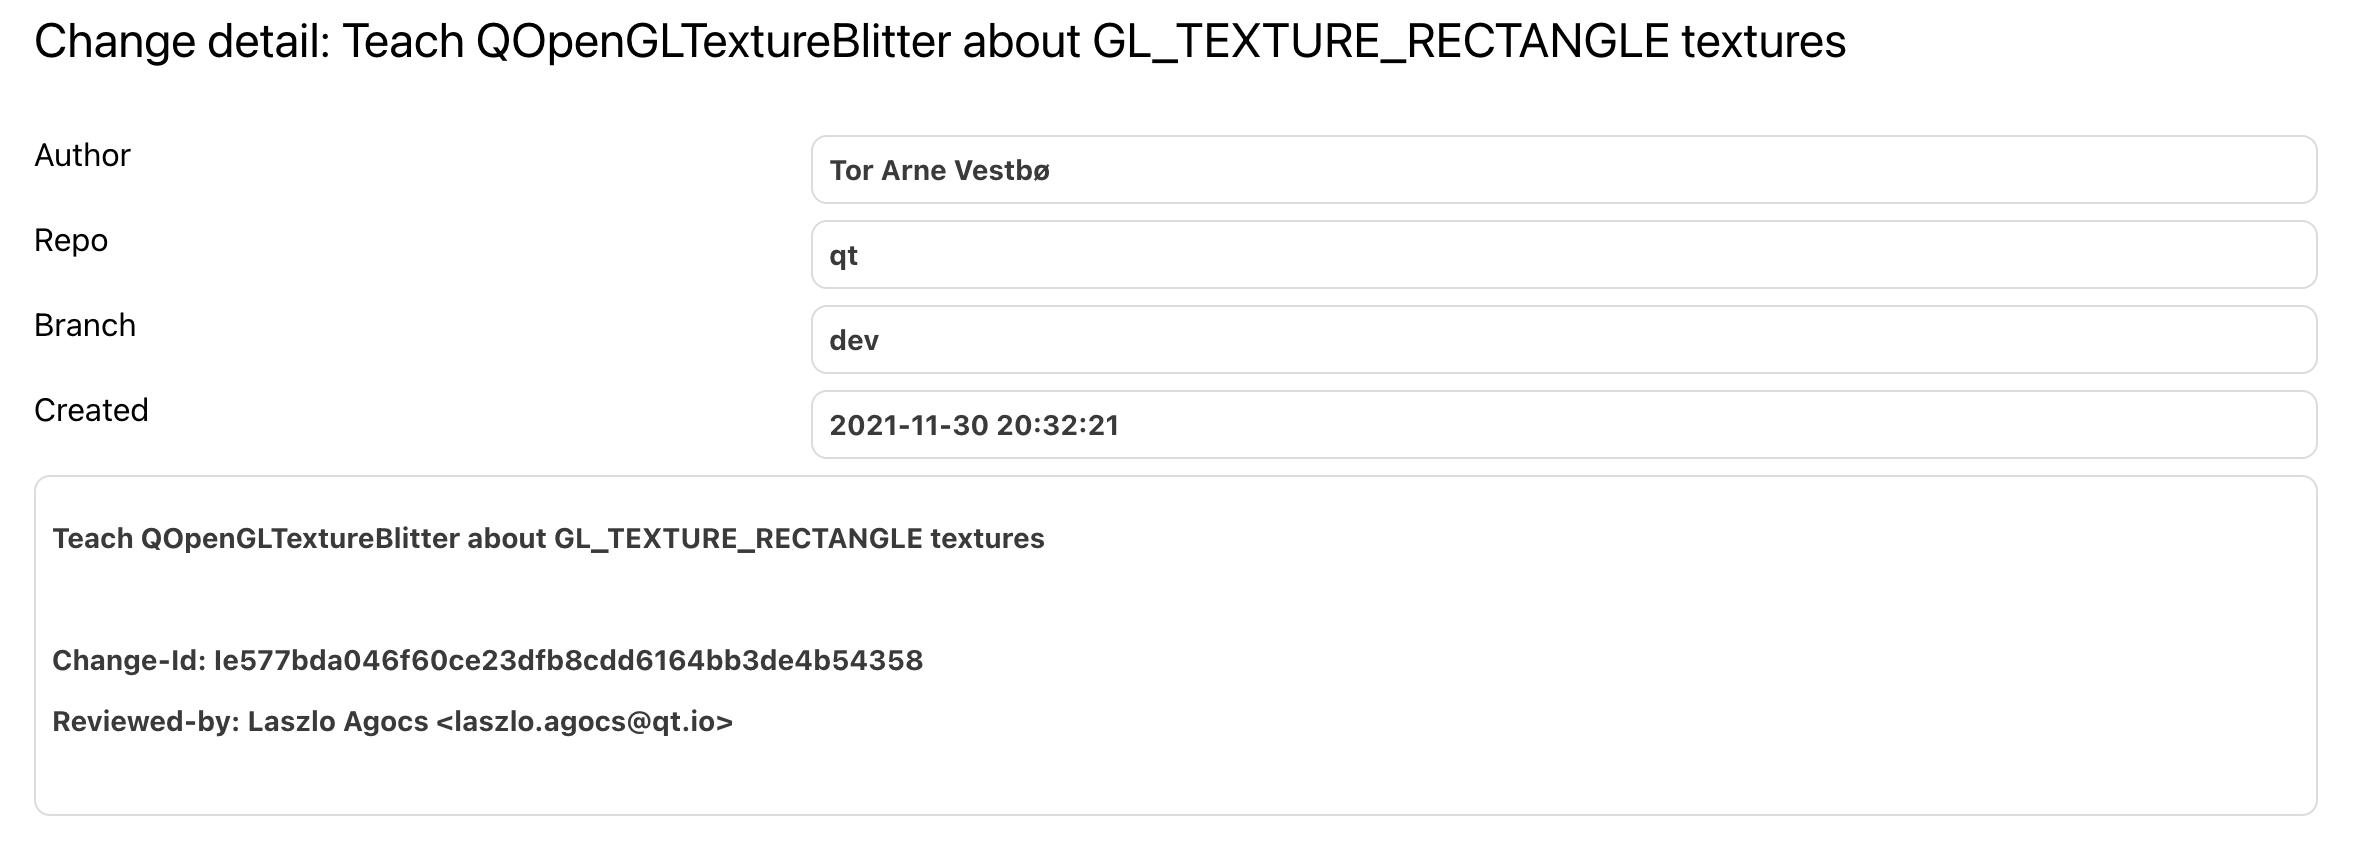 Change detail: Teach QOpenGLTextureBlitter about GL_TEXTURE_RECTANGLE textures
Author
Tor Arne Vestbø
Repo
qt
Branch
dev
Created
2021-11-30 20:32:21
Teach QOpenGLTextureBlitter about GL_TEXTURE_RECTANGLE textures
Change-Id: Ie577bda046f60ce23dfb8cdd6164bb3de4b54358
Reviewed-by: Laszlo Agocs <laszlo.agocs@qt.io>